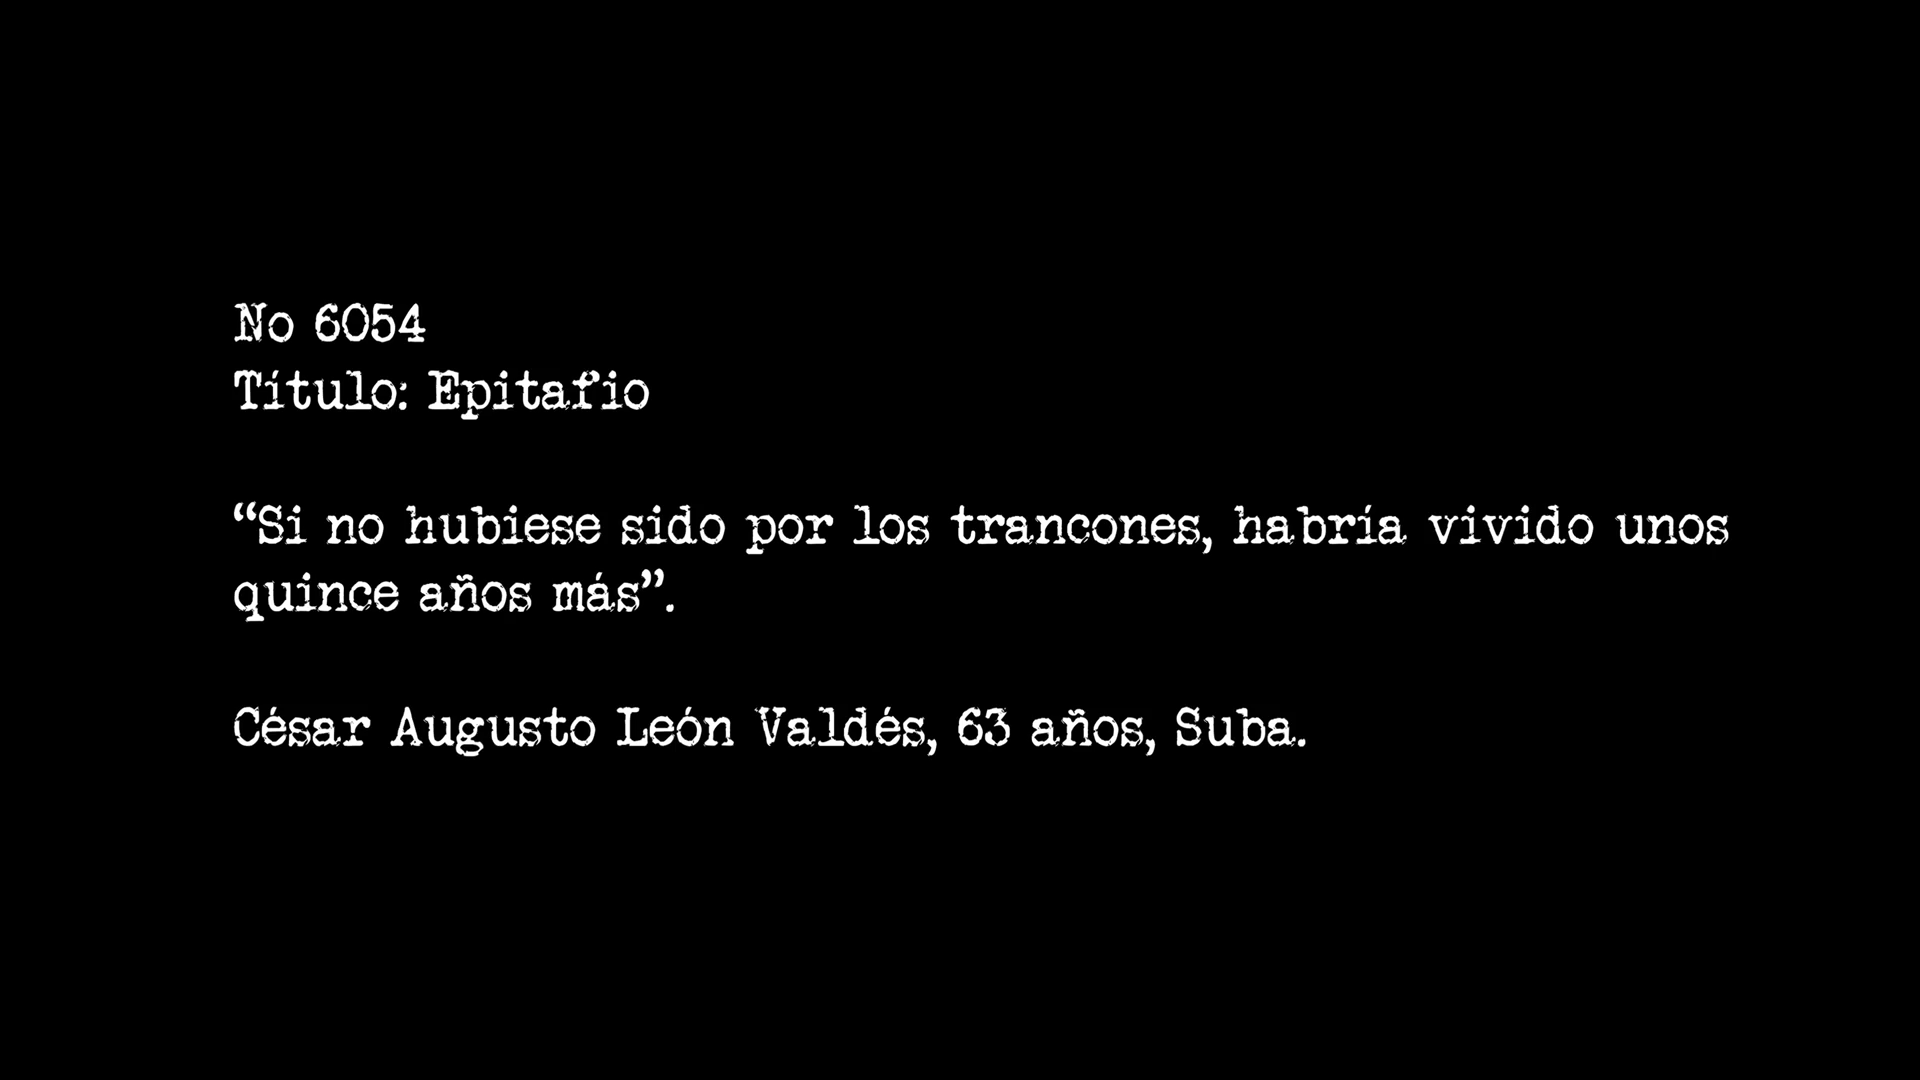 No 6054
Título: Epitafio
“Si no hubiese sido por los trancones, habría vivido unos
quince años más”.
César Augusto León Valdés, 63 años, Suba.